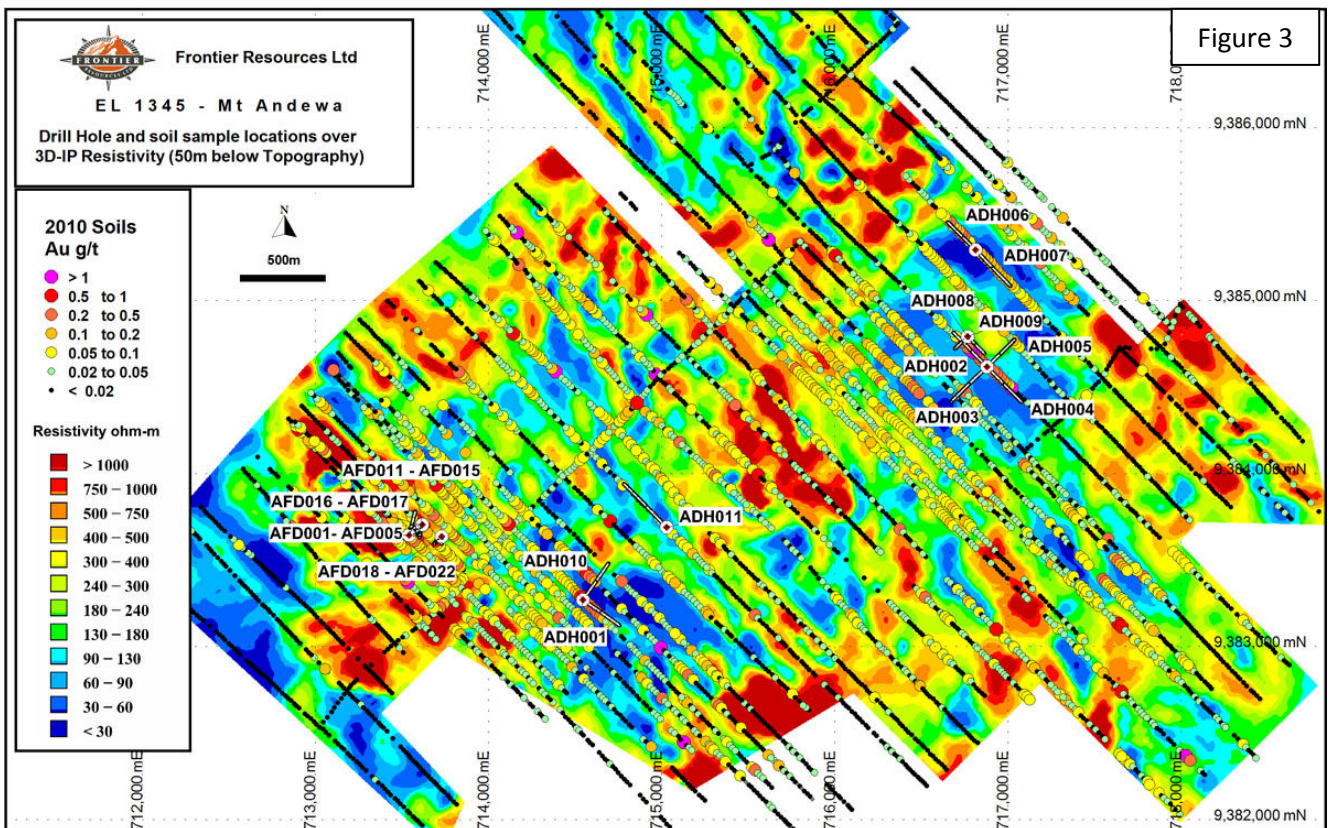 Figure 3
FRONTIER
RESOURCES LTD
Frontier Resources Ltd
EL 1345 - Mt Andewa
Drill Hole and soil sample locations over
3D-IP Resistivity (50m below Topography)
2010 Soils
Au g/t
> 1
0.5 to 1
0.2 to 0.5
0.1 to 0.2
0.05 to 0.1
0.02 to 0.05
< 0.02
Resistivity ohm-m
> 1000
750 – 1000
500 – 750
400 – 500
300 – 400
240 – 300
180 – 240
130 – 180
90 – 130
60 – 90
30 – 60
< 30
N
500m
714,000 mE
715,000 mE
716,000 mE
717,000 mE
718,0
9,386,000 mN
9,385,000 mN
9,384,000 mN
9,383,000 mN
9,382,000 mN
ADH006
ADH007
ADH008
ADH009
ADH005
ADH002
ADH003
ADH004
AFD011 - AFD015
AFD016 - AFD017
AFD001- AFD005
AFD018 - AFD022
ADH011
ADH010
ADH001
712,000 mE
713,000 mE
714,000 mE
715,000 mE
716,000 mE
717,000 mE
718,000 mE